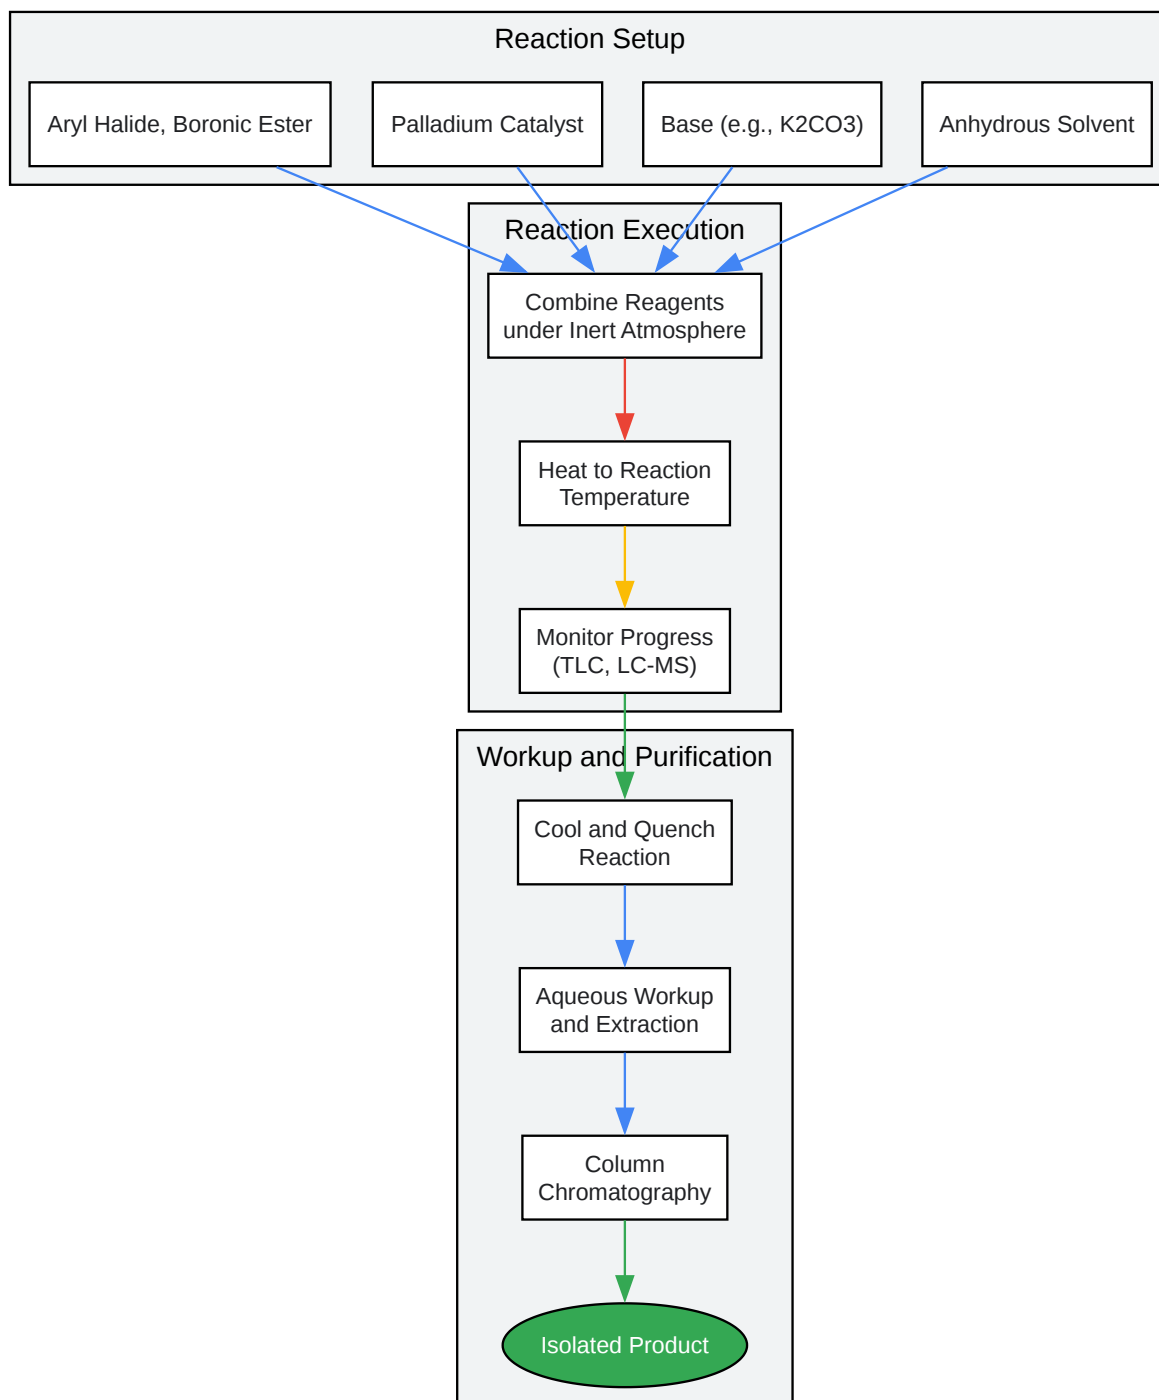 Reaction Setup
Aryl Halide, Boronic Ester
Palladium Catalyst
Base (e.g., K2CO3)
Anhydrous Solvent
Reaction Execution
Combine Reagents
under Inert Atmosphere
Heat to Reaction
Temperature
Monitor Progress
(TLC, LC-MS)
Workup and Purification
Cool and Quench
Reaction
Aqueous Workup
and Extraction
Column
Chromatography
Isolated Product